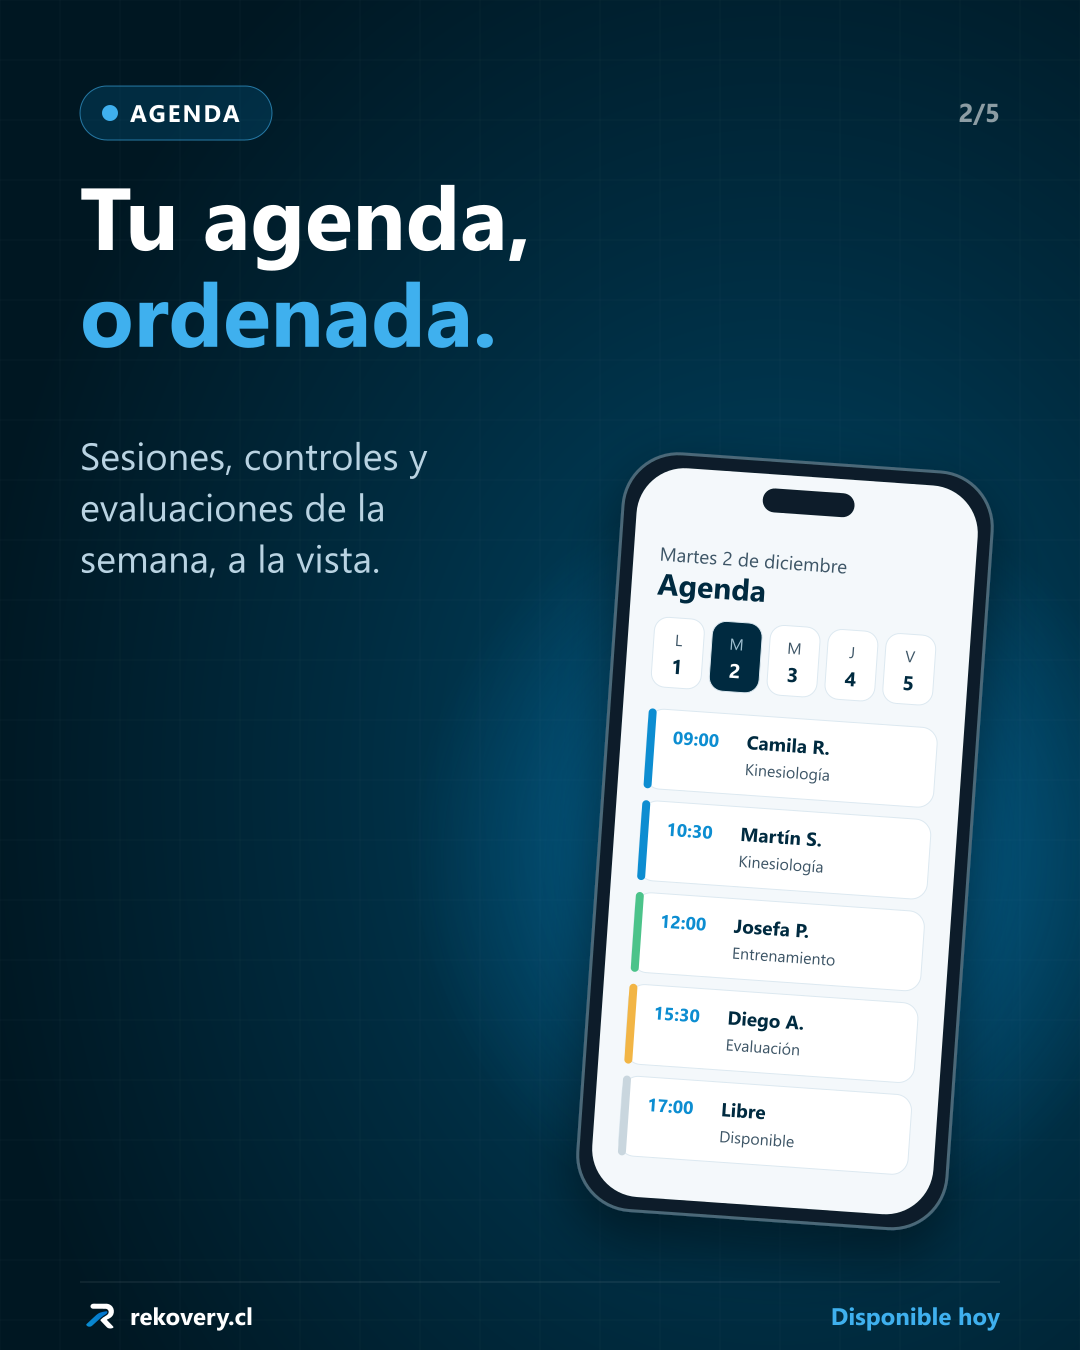 AGENDA
2/5
Tu agenda,
ordenada.
Sesiones, controles y
evaluaciones de la
semana, a la vista.
Martes 2 de diciembre
Agenda
L M M J V
1 2 3 4 5
09:00 Camila R.
Kinesiología
10:30 Martín S.
Kinesiología
12:00 Josefa P.
Entrenamiento
15:30 Diego A.
Evaluación
17:00 Libre
Disponible
rekovery.cl
Disponible hoy